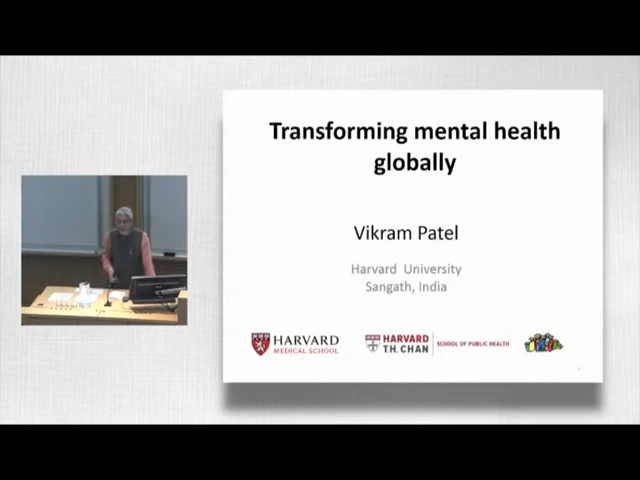 Transforming mental health
globally
Vikram Patel
Harvard University
Sangath, India
HARVARD
MEDICAL SCHOOL
HARVARD
T.H. CHAN
SCHOOL OF PUBLIC HEALTH